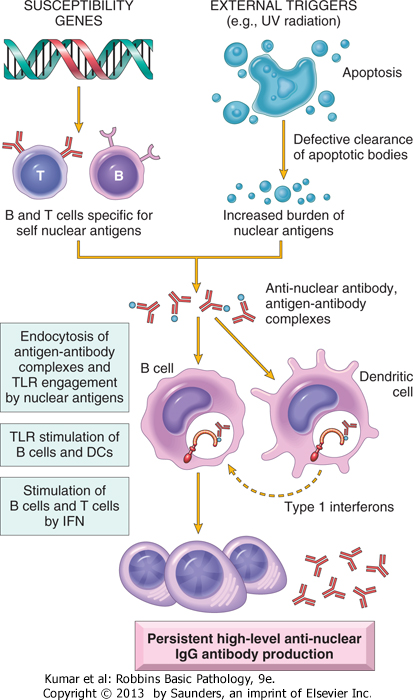 SUSCEPTIBILITY
GENES
EXTERNAL TRIGGERS
(e.g., UV radiation)
Apoptosis
Defective clearance
of apoptotic bodies
T
B
B and T cells specific for
self nuclear antigens
Increased burden of
nuclear antigens
Anti-nuclear antibody,
antigen-antibody
complexes
Endocytosis of
antigen-antibody
complexes and
TLR engagement
by nuclear antigens
B cell
Dendritic
cell
TLR stimulation of
B cells and DCs
Stimulation of
B cells and T cells
by IFN
Type 1 interferons
Persistent high-level anti-nuclear
IgG antibody production
Kumar et al: Robbins Basic Pathology, 9e.
Copyright © 2013 by Saunders, an imprint of Elsevier Inc.